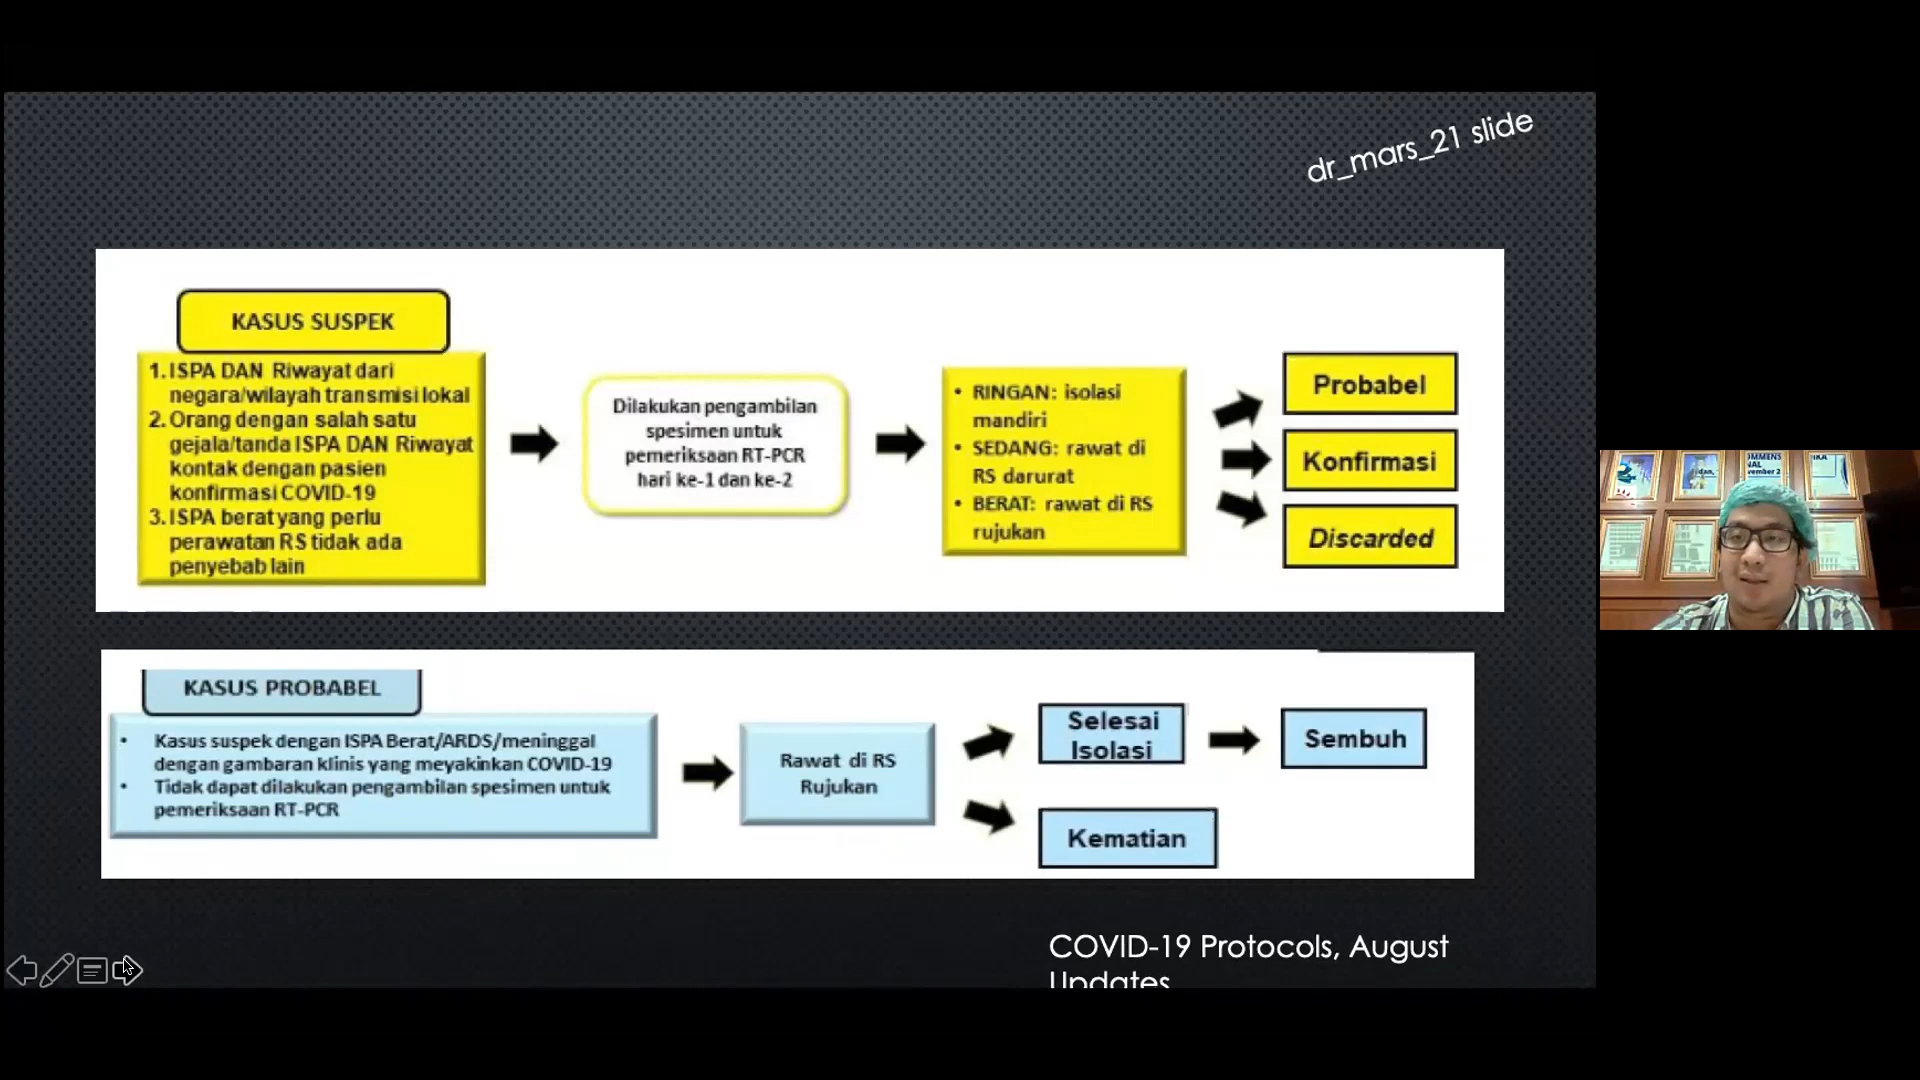 dr_mars_21 slide
KASUS SUSPEK
1. ISPA DAN Riwayat dari
negara/wilayah transmisi lokal
2. Orang dengan salah satu
gejala/tanda ISPA DAN Riwayat
kontak dengan pasien
konfirmasi COVID-19
3. ISPA berat yang perlu
perawatan RS tidak ada
penyebab lain
Dilakukan pengambilan
spesimen untuk
pemeriksaan RT-PCR
hari ke-1 dan ke-2
• RINGAN: isolasi
mandiri
• SEDANG: rawat di
RS darurat
• BERAT: rawat di RS
rujukan
Probabel
Konfirmasi
Discarded
KASUS PROBABEL
• Kasus suspek dengan ISPA Berat/ARDS/meninggal
dengan gambaran klinis yang meyakinkan COVID-19
• Tidak dapat dilakukan pengambilan spesimen untuk
pemeriksaan RT-PCR
Rawat di RS
Rujukan
Selesai
Isolasi
Sembuh
Kematian
COVID-19 Protocols, August
Updates